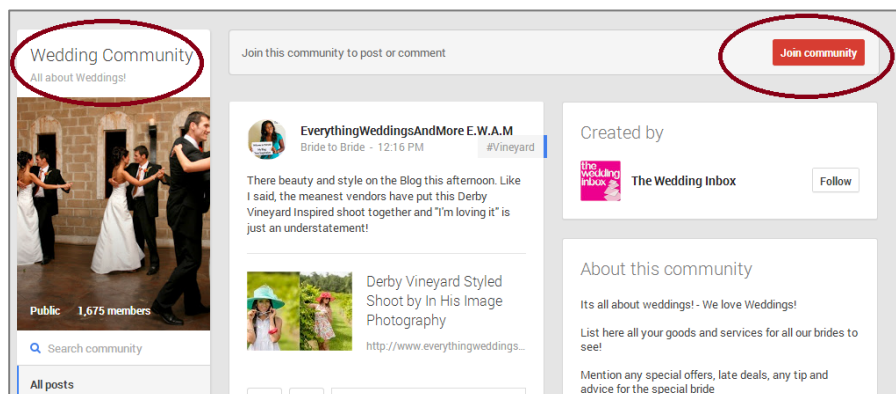 Wedding Community
All about Weddings!
Public 1,675 members
Search community
All posts
Join this community to post or comment
Join community
EverythingWeddingsAndMore E.W.A.M
Bride to Bride - 12:16 PM
#Vineyard
There beauty and style on the Blog this afternoon. Like
I said, the meanest vendors have put this Derby
Vineyard Inspired shoot together and "I'm loving it" is
just an understatement!
Derby Vineyard Styled
Shoot by In His Image
Photography
http://www.everythingweddings...
Created by
the
wedding
inbox
The Wedding Inbox
Follow
About this community
Its all about weddings! - We love Weddings!
List here all your goods and services for all our brides to
see!
Mention any special offers, late deals, any tip and
advice for the special bride